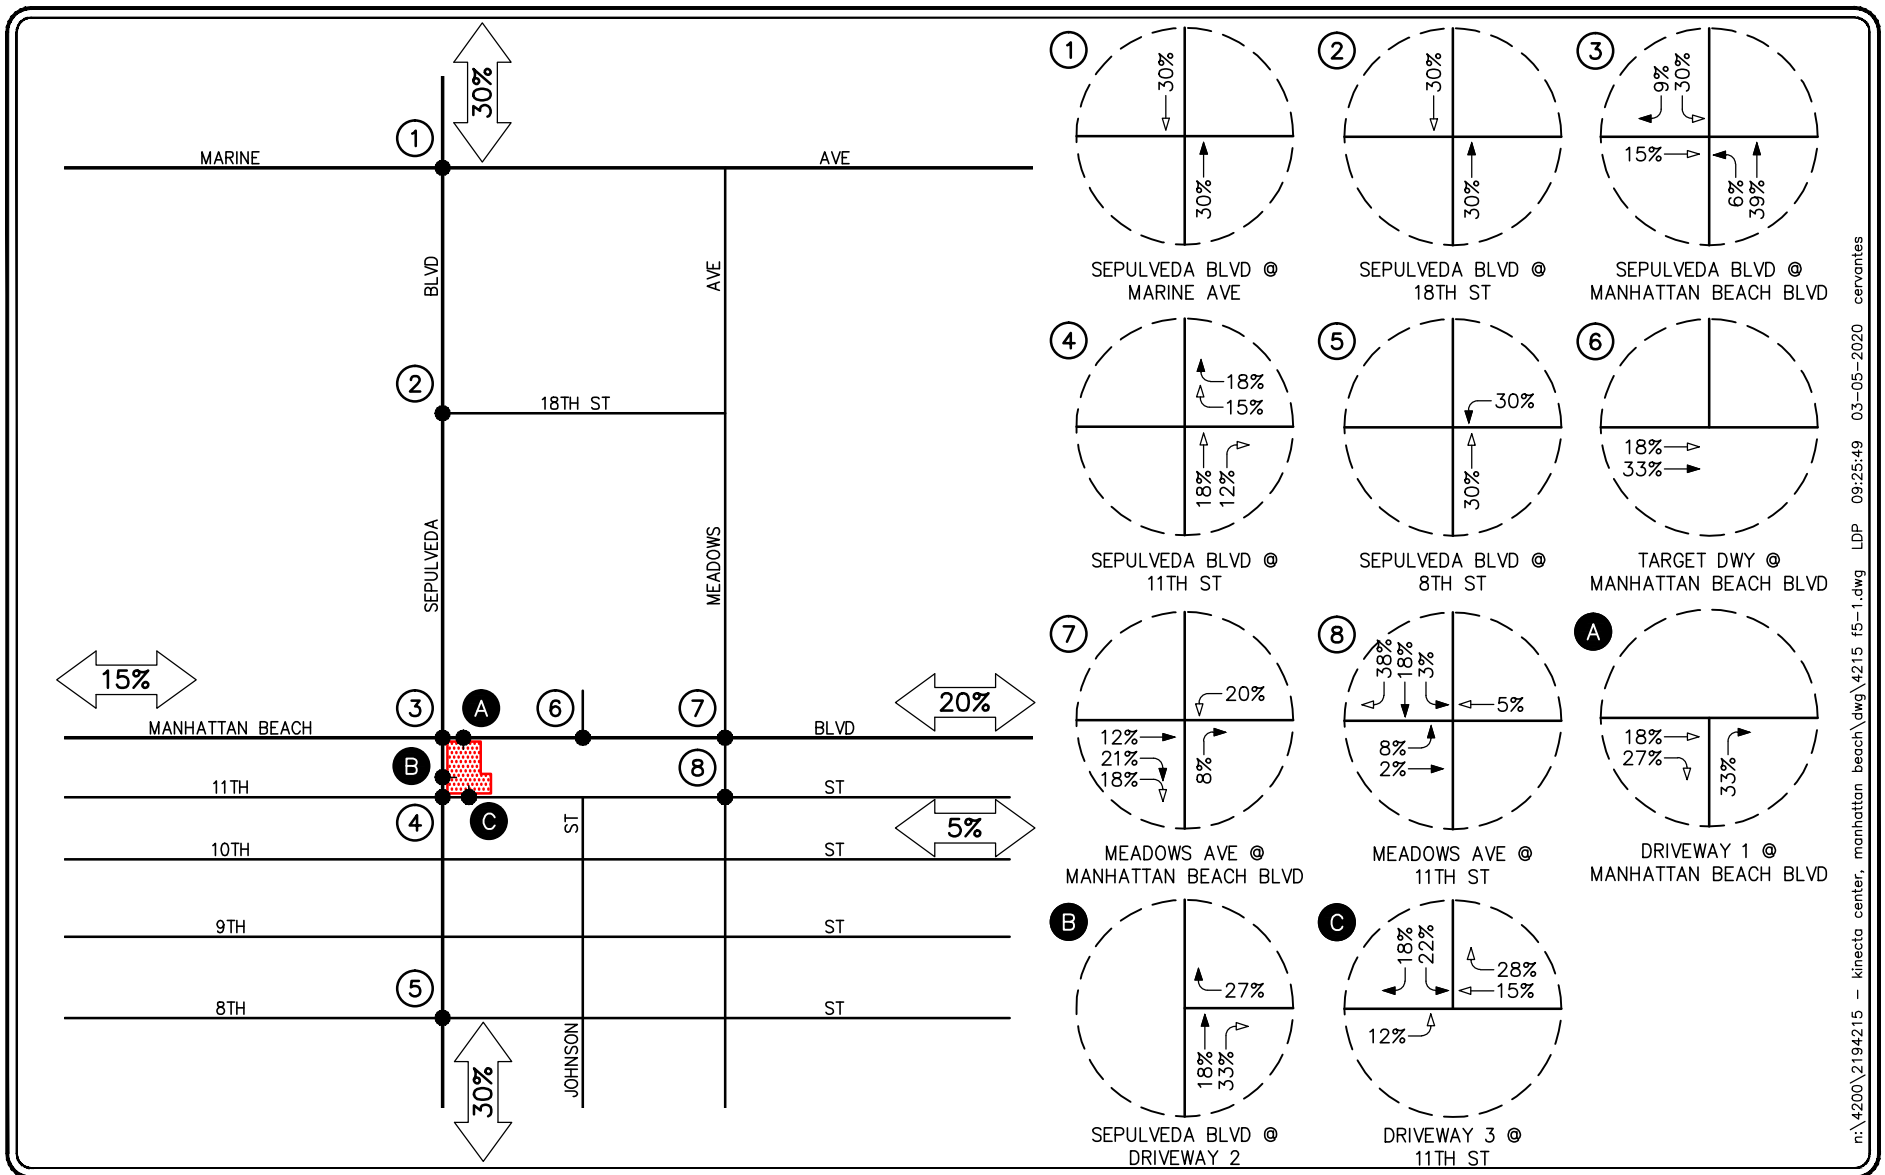 30%
1
MARINE AVE
BLVD
AVE
2
18TH ST
SEPULVEDA
MEADOWS
15%
3
A
6
7
20%
MANHATTAN BEACH BLVD
B
8
11TH ST
4
C
ST
5%
10TH ST
9TH ST
5
8TH ST
JOHNSON
30%
1
30%
30%
SEPULVEDA BLVD @
MARINE AVE
2
30%
30%
SEPULVEDA BLVD @
18TH ST
3
9%
30%
15%
6%
39%
SEPULVEDA BLVD @
MANHATTAN BEACH BLVD
4
18%
15%
18%
12%
SEPULVEDA BLVD @
11TH ST
5
30%
30%
SEPULVEDA BLVD @
8TH ST
6
18%
33%
TARGET DWY @
MANHATTAN BEACH BLVD
7
20%
12%
21%
18%
8%
MEADOWS AVE @
MANHATTAN BEACH BLVD
8
38%
18%
3%
5%
8%
2%
MEADOWS AVE @
11TH ST
A
18%
27%
33%
DRIVEWAY 1 @
MANHATTAN BEACH BLVD
B
27%
18%
33%
SEPULVEDA BLVD @
DRIVEWAY 2
C
18%
22%
28%
15%
12%
DRIVEWAY 3 @
11TH ST
n:\4200\2194215 - kinecta center, manhattan beach\dwg\4215 f5-1.dwg LDP 09:25:49 03-05-2020 cervantes